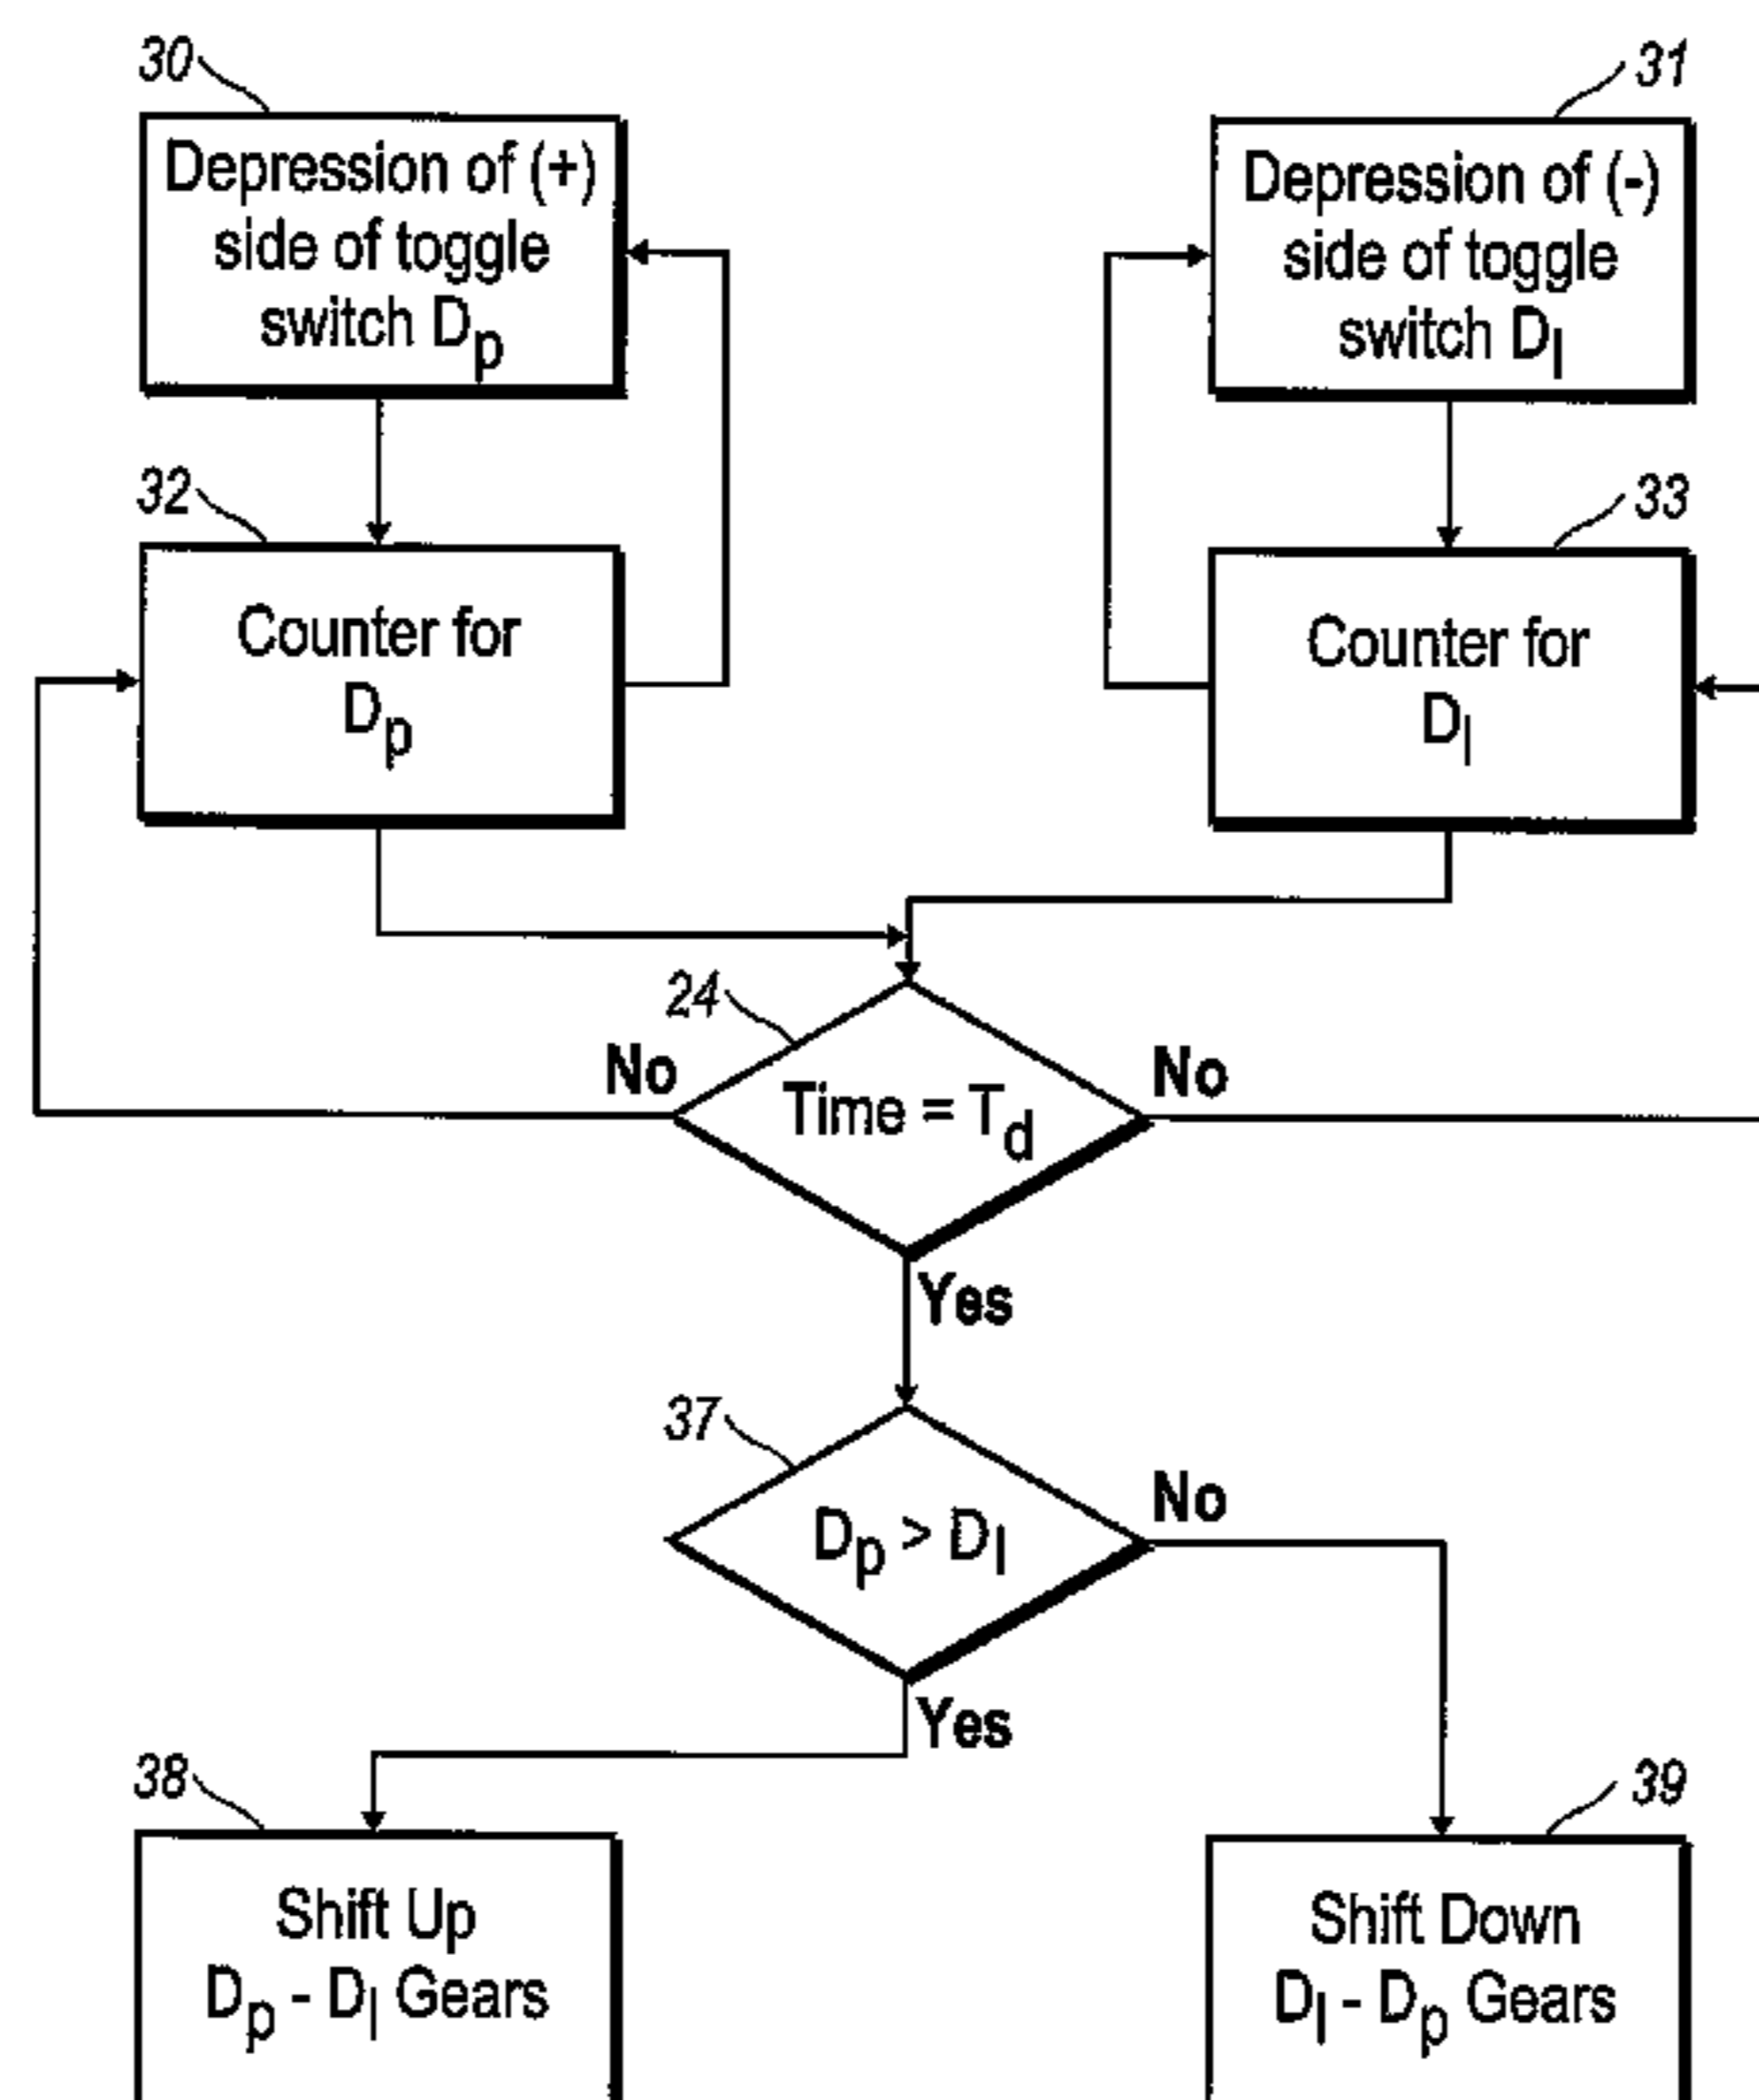 30
Depression of (+)
side of toggle
switch Dp
31
Depression of (-)
side of toggle
switch Dl
32
Counter for
Dp
33
Counter for
Dl
24
No
Time = Td
No
Yes
37
Dp > Dl
No
Yes
38
Shift Up
Dp - Dl Gears
39
Shift Down
Dl - Dp Gears